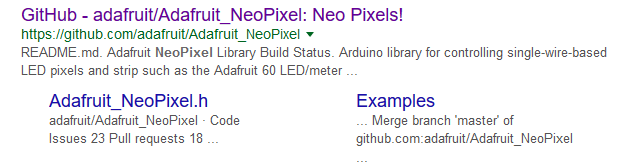 GitHub - adafruit/Adafruit_NeoPixel: Neo Pixels!
https://github.com/adafruit/Adafruit_NeoPixel
README.md. Adafruit NeoPixel Library Build Status. Arduino library for controlling single-wire-based
LED pixels and strip such as the Adafruit 60 LED/meter ...
Adafruit_NeoPixel.h
adafruit/Adafruit_NeoPixel · Code
Issues 23 Pull requests 18 ...
Examples
... Merge branch 'master' of
github.com:adafruit/Adafruit_NeoPixel
...